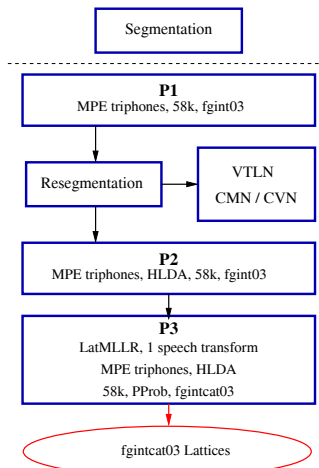 Segmentation
P1
MPE triphones, 58k, fgint03
Resegmentation
VTLN
CMN / CVN
P2
MPE triphones, HLDA, 58k, fgint03
P3
LatMLLR, 1 speech transform
MPE triphones, HLDA
58k, PProb, fgintcat03
fgintcat03 Lattices